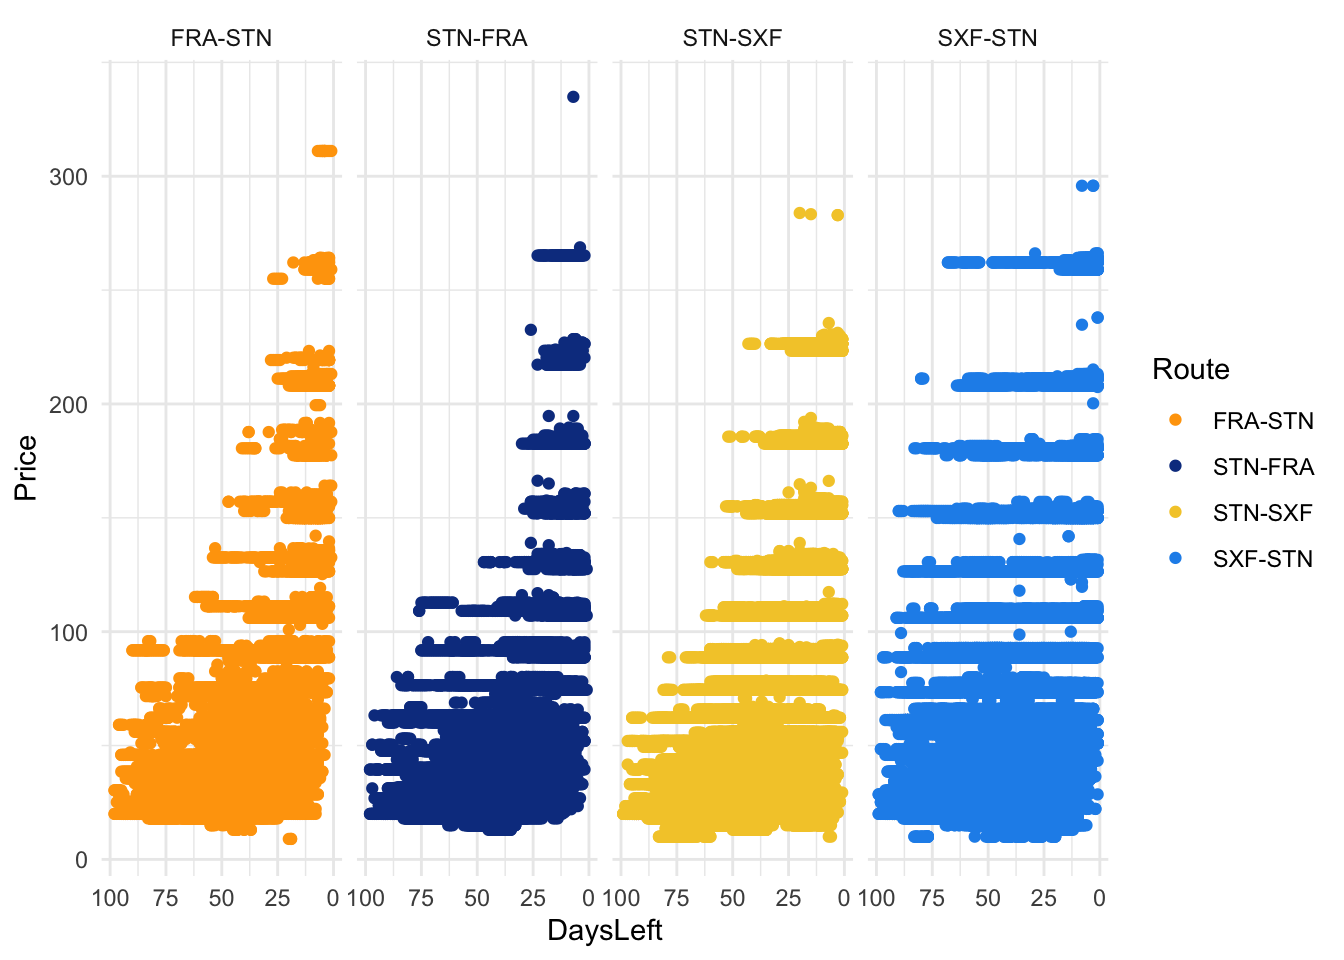 FRA-STN STN-FRA STN-SXF SXF-STN
300
200
100
0
Price
100 75 50 25 0 100 75 50 25 0 100 75 50 25 0 100 75 50 25 0
DaysLeft
Route
FRA-STN
STN-FRA
STN-SXF
SXF-STN